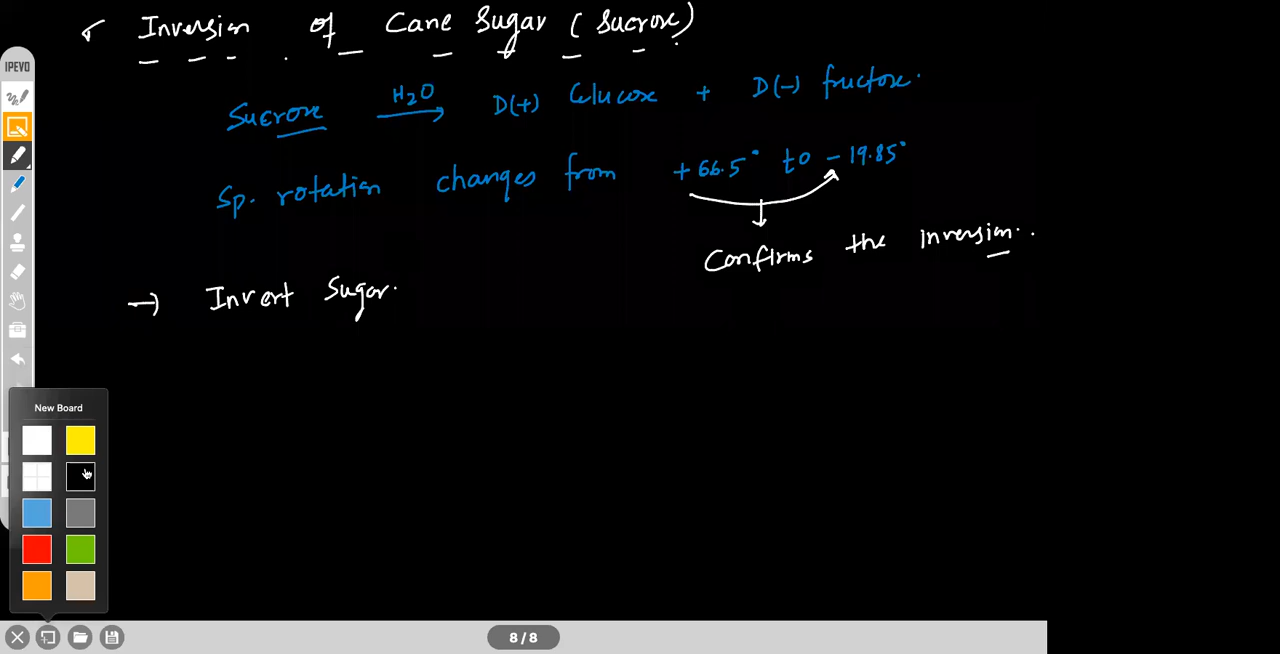 Inversion of Cane Sugar (Sucrose)
Sucrose H₂O → D(+) Glucose + D(-) fructose.
Sp. rotation changes from +66.5° to -19.85°
Confirms the inversion..
→ Invert Sugar.
IPEVO
New Board
8 / 8